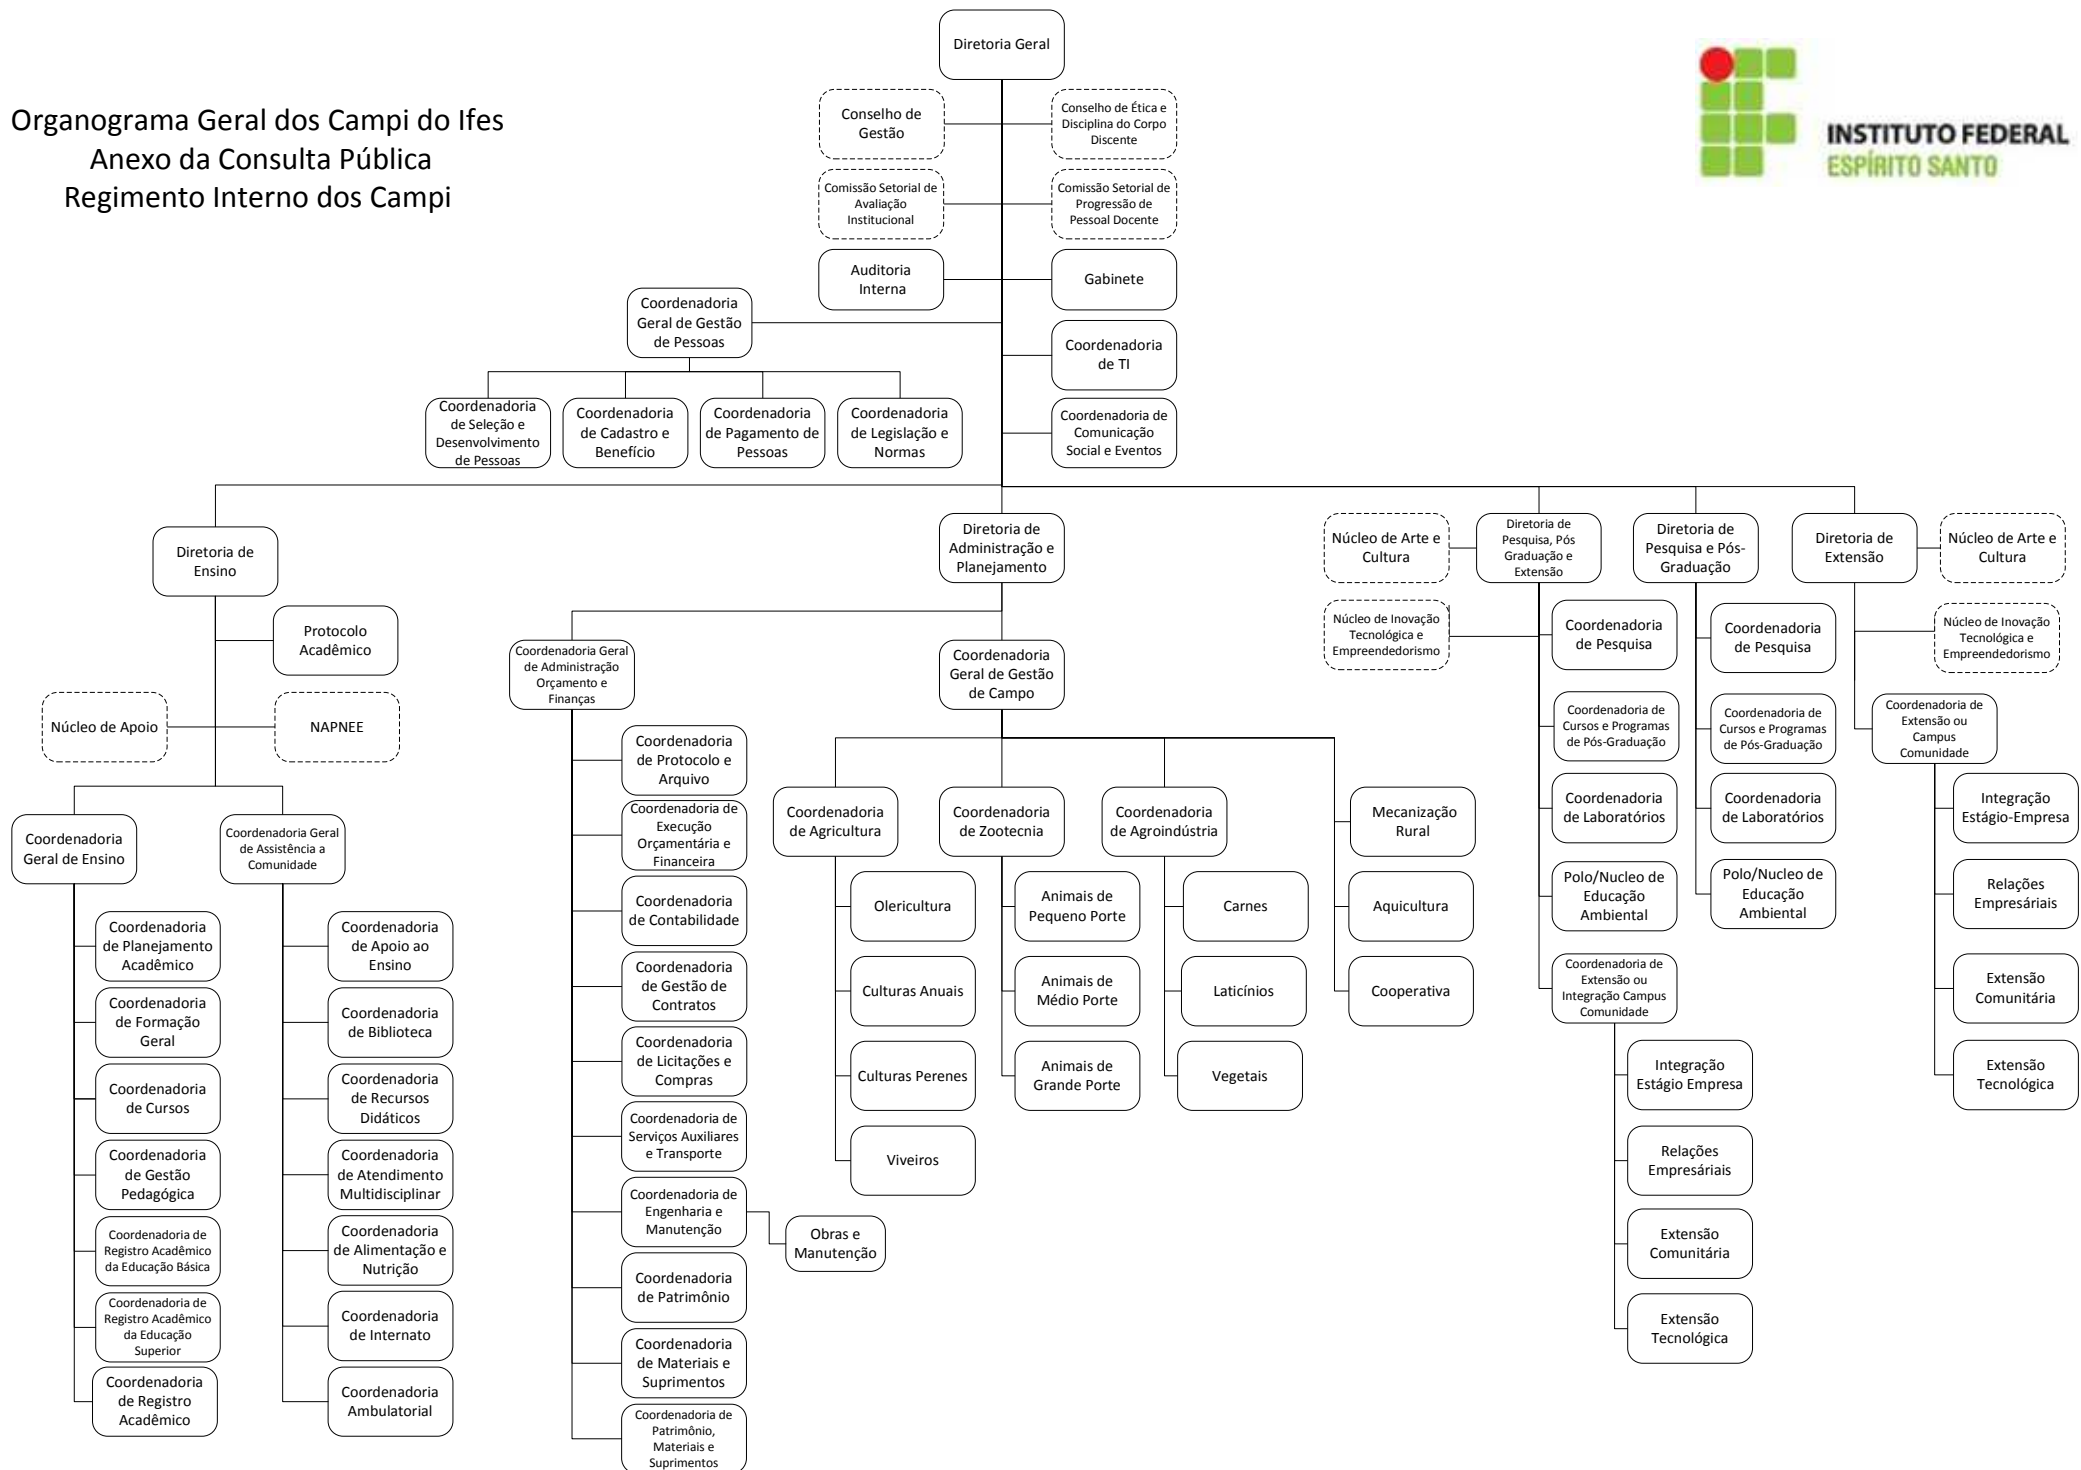 Organograma Geral dos Campi do Ifes
Anexo da Consulta Pública
Regimento Interno dos Campi
INSTITUTO FEDERAL
ESPÍRITO SANTO
Diretoria Geral
Conselho de
Gestão
Conselho de Ética e
Disciplina do Corpo
Discente
Comissão Setorial de
Avaliação
Institucional
Comissão Setorial de
Progressão de
Pessoal Docente
Auditoria
Interna
Gabinete
Coordenadoria
Geral de Gestão
de Pessoas
Coordenadoria
de TI
Coordenadoria
de Seleção e
Desenvolvimento
de Pessoas
Coordenadoria
de Cadastro e
Benefício
Coordenadoria
de Pagamento de
Pessoas
Coordenadoria
de Legislação e
Normas
Coordenadoria de
Comunicação
Social e Eventos
Diretoria de
Ensino
Protocolo
Acadêmico
Núcleo de Apoio
NAPNEE
Coordenadoria
Geral de Ensino
Coordenadoria
de Planejamento
Acadêmico
Coordenadoria
de Formação
Geral
Coordenadoria
de Cursos
Coordenadoria
de Gestão
Pedagógica
Coordenadoria de
Registro Acadêmico
da Educação Básica
Coordenadoria de
Registro Acadêmico
da Educação
Superior
Coordenadoria
de Registro
Acadêmico
Coordenadoria Geral
de Assistência a
Comunidade
Coordenadoria
de Apoio ao
Ensino
Coordenadoria
de Biblioteca
Coordenadoria
de Recursos
Didáticos
Coordenadoria
de Atendimento
Multidisciplinar
Coordenadoria
de Alimentação e
Nutrição
Coordenadoria
de Internato
Coordenadoria
Ambulatorial
Diretoria de
Administração e
Planejamento
Coordenadoria Geral
de Administração
Orçamento e
Finanças
Coordenadoria
de Protocolo e
Arquivo
Coordenadoria de
Execução
Orçamentária e
Financeira
Coordenadoria
de Contabilidade
Coordenadoria
de Gestão de
Contratos
Coordenadoria
de Licitações e
Compras
Coordenadoria de
Serviços Auxiliares
e Transporte
Coordenadoria de
Engenharia e
Manutenção
Obras e
Manutenção
Coordenadoria
de Patrimônio
Coordenadoria
de Materiais e
Suprimentos
Coordenadoria de
Patrimônio,
Materiais e
Suprimentos
Coordenadoria
Geral de Gestão
de Campo
Coordenadoria
de Agricultura
Olericultura
Culturas Anuais
Culturas Perenes
Viveiros
Coordenadoria
de Zootecnia
Animais de
Pequeno Porte
Animais de
Médio Porte
Animais de
Grande Porte
Coordenadoria
de Agroindústria
Carnes
Laticínios
Vegetais
Mecanização
Rural
Aquicultura
Cooperativa
Núcleo de Arte e
Cultura
Diretoria de
Pesquisa, Pós
Graduação e
Extensão
Núcleo de Inovação
Tecnológica e
Empreendedorismo
Coordenadoria
de Pesquisa
Coordenadoria de
Cursos e Programas
de Pós-Graduação
Coordenadoria
de Laboratórios
Polo/Nucleo de
Educação
Ambiental
Coordenadoria de
Extensão ou
Integração Campus
Comunidade
Integração
Estágio Empresa
Relações
Empresáriais
Extensão
Comunitária
Extensão
Tecnológica
Diretoria de
Pesquisa e Pós-
Graduação
Coordenadoria
de Pesquisa
Coordenadoria de
Cursos e Programas
de Pós-Graduação
Coordenadoria
de Laboratórios
Polo/Nucleo de
Educação
Ambiental
Diretoria de
Extensão
Núcleo de Arte e
Cultura
Núcleo de Inovação
Tecnológica e
Empreendedorismo
Coordenadoria de
Extensão ou
Campus
Comunidade
Integração
Estágio-Empresa
Relações
Empresáriais
Extensão
Comunitária
Extensão
Tecnológica